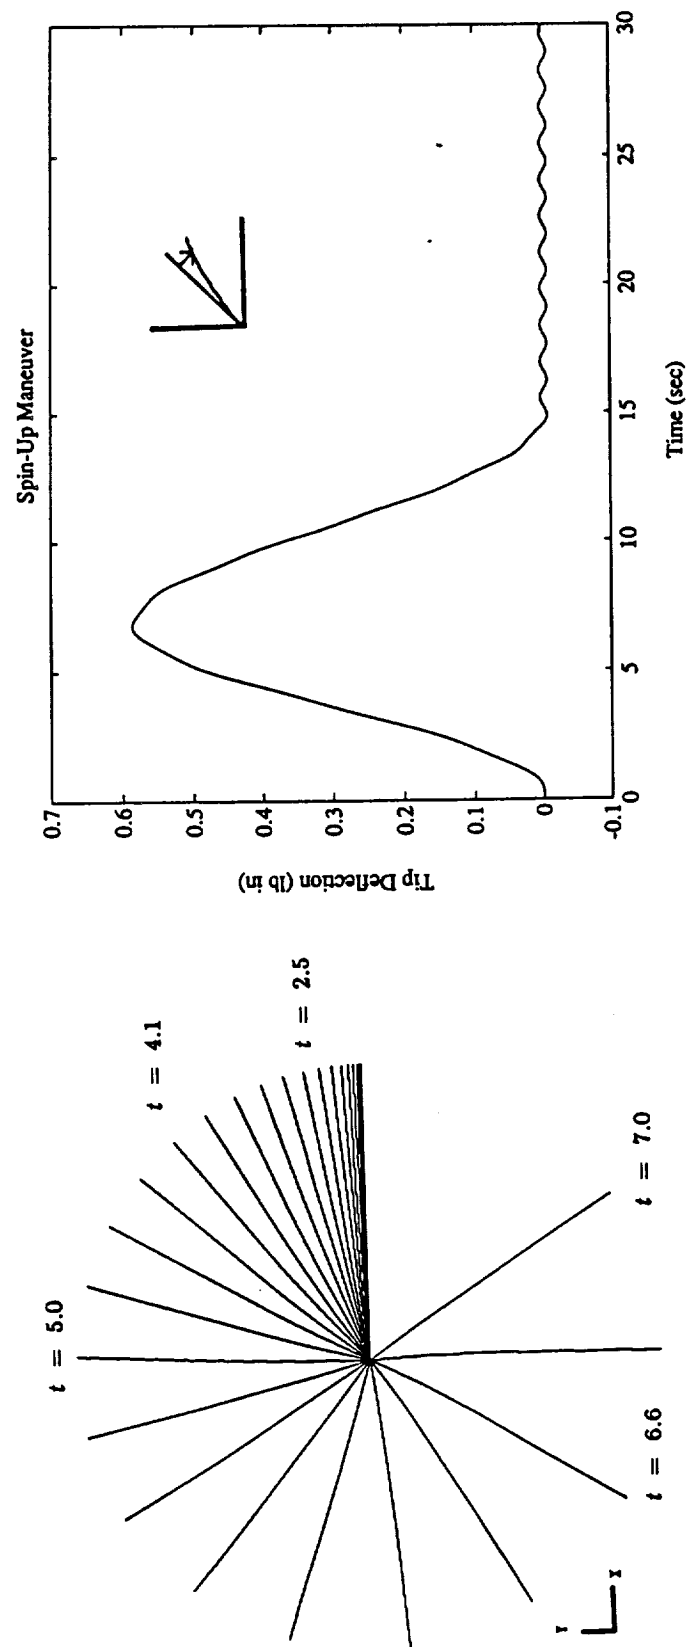 t = 5.0
t = 4.1
t = 2.5
t = 7.0
t = 6.6
Y
X
Spin-Up Maneuver
Tip Deflection (lb in)
0.7
0.6
0.5
0.4
0.3
0.2
0.1
0
-0.1
0
5
10
15
20
25
30
Time (sec)